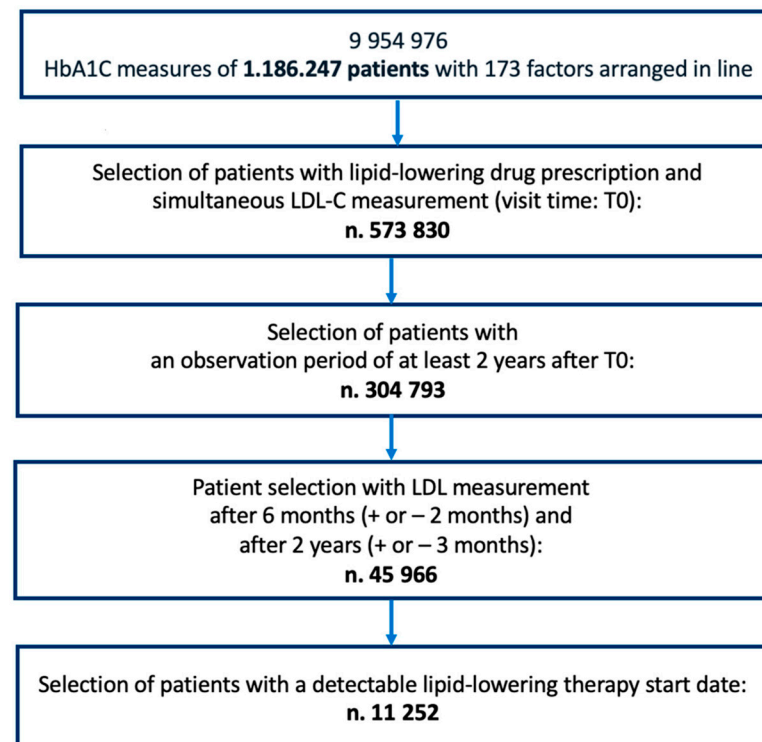 9 954 976
HbA1C measures of 1.186.247 patients with 173 factors arranged in line
Selection of patients with lipid-lowering drug prescription and
simultaneous LDL-C measurement (visit time: T0):
n. 573 830
Selection of patients with
an observation period of at least 2 years after T0:
n. 304 793
Patient selection with LDL measurement
after 6 months (+ or – 2 months) and
after 2 years (+ or – 3 months):
n. 45 966
Selection of patients with a detectable lipid-lowering therapy start date:
n. 11 252